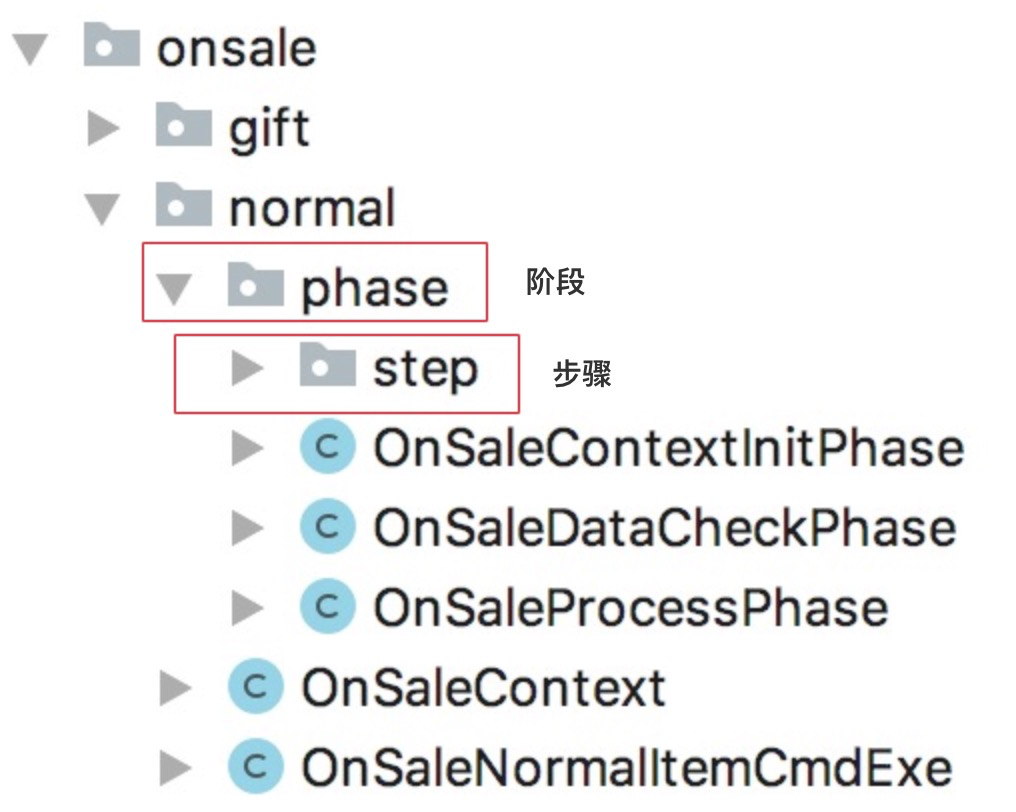 onsale
gift
normal
phase 阶段
step 步骤
C OnSaleContextInitPhase
C OnSaleDataCheckPhase
C OnSaleProcessPhase
C OnSaleContext
C OnSaleNormalItemCmdExe